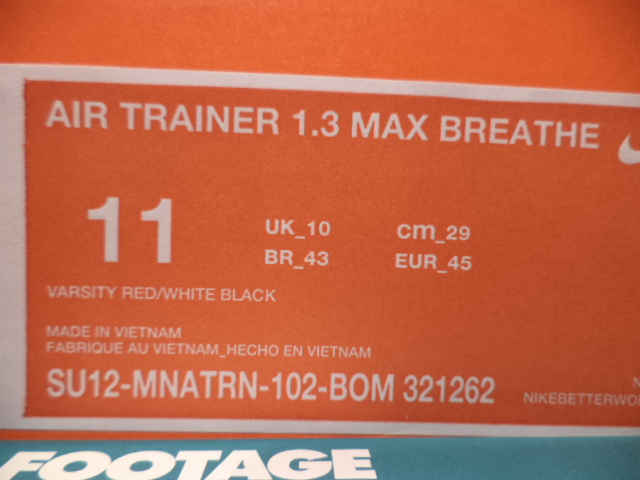 AIR TRAINER 1.3 MAX BREATHE
11
UK_10 cm_29
BR_43 EUR_45
VARSITY RED/WHITE BLACK
MADE IN VIETNAM
FABRIQUE AU VIETNAM_HECHO EN VIETNAM
SU12-MNATRN-102-BOM 321262
NIKEBETTERWO
FOOTAGE